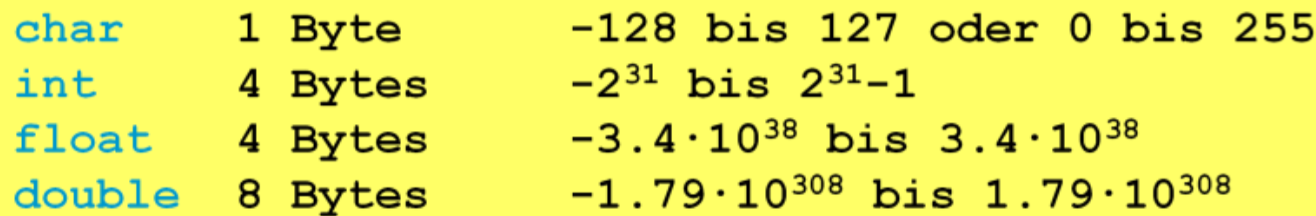 char 1 Byte -128 bis 127 oder 0 bis 255
int 4 Bytes -2³¹ bis 2³¹-1
float 4 Bytes -3.4·10³⁸ bis 3.4·10³⁸
double 8 Bytes -1.79·10³⁰⁸ bis 1.79·10³⁰⁸